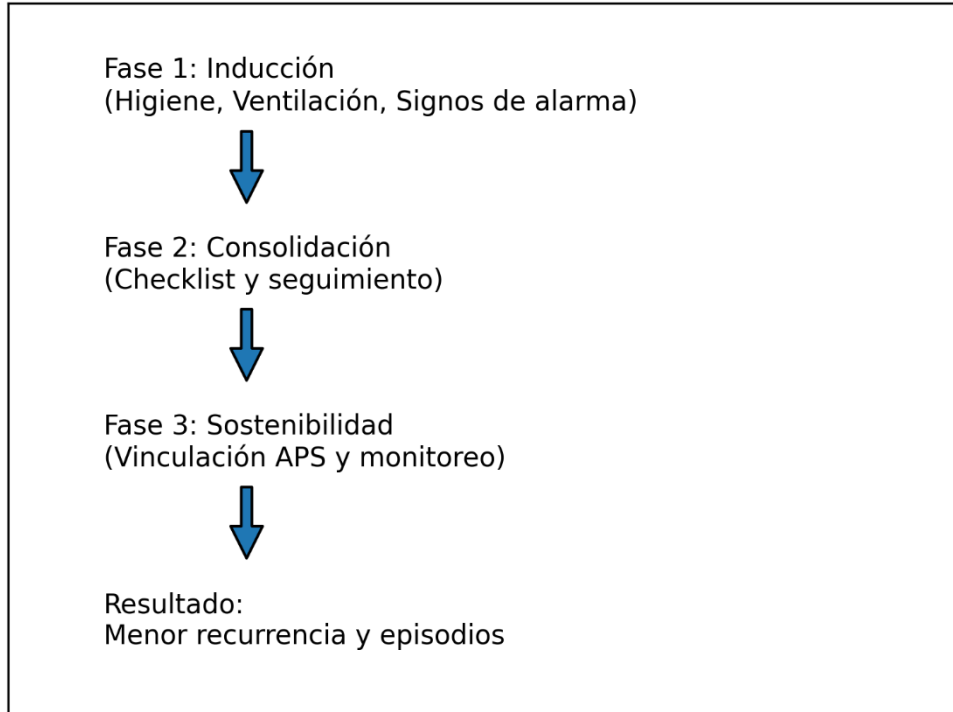 Fase 1: Inducción
(Higiene, Ventilación, Signos de alarma)
Fase 2: Consolidación
(Checklist y seguimiento)
Fase 3: Sostenibilidad
(Vinculación APS y monitoreo)
Resultado:
Menor recurrencia y episodios